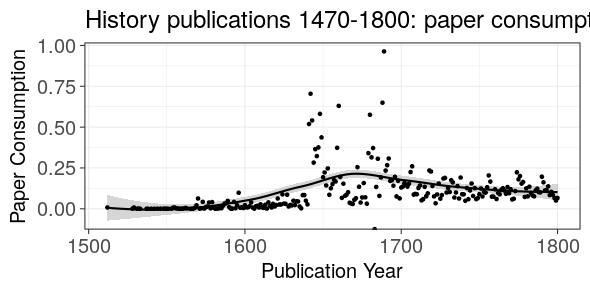 History publications 1470-1800: paper consumpt
1.00
0.75
0.50
0.25
0.00
Paper Consumption
1500 1600 1700 1800
Publication Year